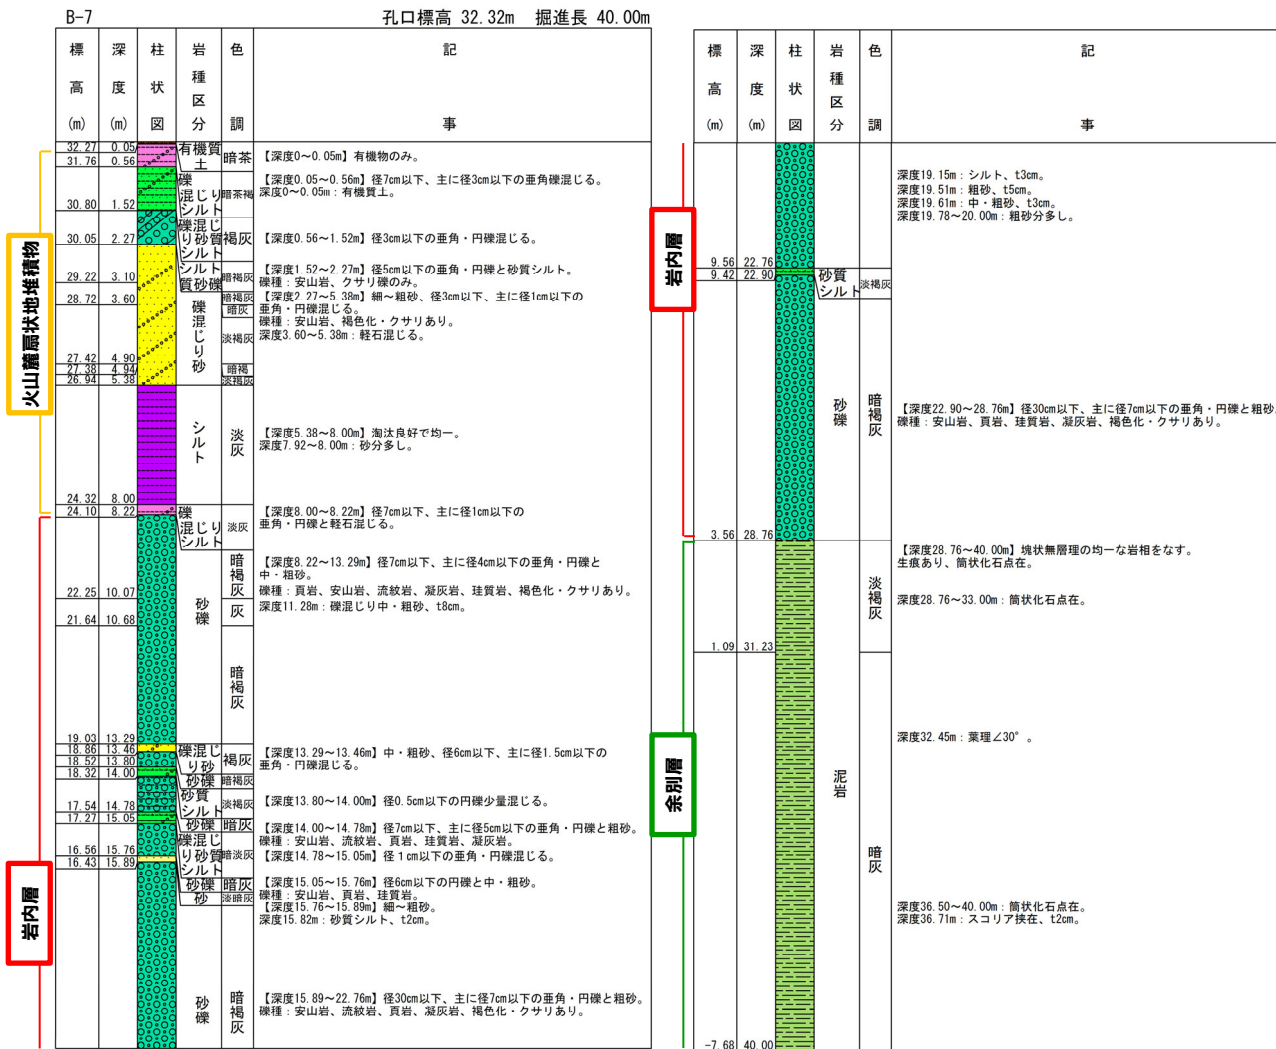 B-7
孔口標高 32.32m 掘進長 40.00m
標高(m) 深度(m) 柱状図 岩種区分 色調 記事
32.27 0.05
31.76 0.56
30.80 1.52
30.05 2.27
29.22 3.10
28.72 3.60
27.42 4.90
27.38 4.94
26.94 5.38
24.32 8.00
24.10 8.22
22.25 10.07
21.64 10.68
19.03 13.29
18.86 13.46
18.52 13.80
18.32 14.00
17.54 14.78
17.27 15.05
16.56 15.76
16.43 15.89
火山麓扇状地堆積物
岩内層
有機質土
礫混じりシルト
礫混じり砂質シルト
シルト質砂礫
礫混じり砂
シルト
礫混じりシルト
砂礫
礫混じり砂
砂礫
砂質シルト
砂礫
礫混じり砂質シルト
砂礫
砂
砂礫
暗茶
暗茶褐
褐灰
暗褐灰
暗褐灰
暗灰
淡褐灰
暗褐
淡褐灰
淡灰
淡灰
暗褐灰
灰
暗褐灰
褐灰
暗褐灰
淡褐灰
暗灰
暗淡灰
暗灰
淡暗灰
暗褐灰
【深度0~0.05m】有機物のみ。
【深度0.05~0.56m】径7cm以下、主に径3cm以下の亜角礫混じる。
深度0~0.05m:有機質土。
【深度0.56~1.52m】径3cm以下の亜角・円礫混じる。
【深度1.52~2.27m】径5cm以下の亜角・円礫と砂質シルト。
礫種:安山岩、クサリ礫のみ。
【深度2.27~5.38m】細~粗砂、径3cm以下、主に径1cm以下の
亜角・円礫混じる。
礫種:安山岩、褐色化・クサリあり。
深度3.60~5.38m:軽石混じる。
【深度5.38~8.00m】淘汰良好で均一。
深度7.92~8.00m:砂分多し。
【深度8.00~8.22m】径7cm以下、主に径1cm以下の
亜角・円礫と軽石混じる。
【深度8.22~13.29m】径7cm以下、主に径4cm以下の亜角・円礫と
中・粗砂。
礫種:頁岩、安山岩、流紋岩、凝灰岩、珪質岩、褐色化・クサリあり。
深度11.28m:礫混じり中・粗砂、t8cm。
【深度13.29~13.46m】中・粗砂、径6cm以下、主に径1.5cm以下の
亜角・円礫混じる。
【深度13.80~14.00m】径0.5cm以下の円礫少量混じる。
【深度14.00~14.78m】径7cm以下、主に径5cm以下の亜角・円礫と粗砂。
礫種:安山岩、流紋岩、頁岩、珪質岩、凝灰岩。
【深度14.78~15.05m】径1cm以下の亜角・円礫混じる。
【深度15.05~15.76m】径6cm以下の円礫と中・粗砂。
礫種:安山岩、頁岩、珪質岩。
【深度15.76~15.89m】細~粗砂。
深度15.82m:砂質シルト、t2cm。
【深度15.89~22.76m】径30cm以下、主に径7cm以下の亜角・円礫と粗砂。
礫種:安山岩、流紋岩、頁岩、凝灰岩、褐色化・クサリあり。
標高(m) 深度(m) 柱状図 岩種区分 色調 記事
9.56 22.76
9.42 22.90
3.56 28.76
1.09 31.23
-7.68 40.00
岩内層
余別層
砂質シルト
砂礫
泥岩
淡褐灰
暗褐灰
淡褐灰
暗灰
深度19.15m:シルト、t3cm。
深度19.51m:粗砂、t5cm。
深度19.61m:中・粗砂、t3cm。
深度19.78~20.00m:粗砂分多し。
【深度22.90~28.76m】径30cm以下、主に径7cm以下の亜角・円礫と粗砂
礫種:安山岩、頁岩、珪質岩、凝灰岩、褐色化・クサリあり。
【深度28.76~40.00m】塊状無層理の均一な岩相をなす。
生痕あり、筒状化石点在。
深度28.76~33.00m:筒状化石点在。
深度32.45m:葉理∠30°。
深度36.50~40.00m:筒状化石点在。
深度36.71m:スコリア挟在、t2cm。